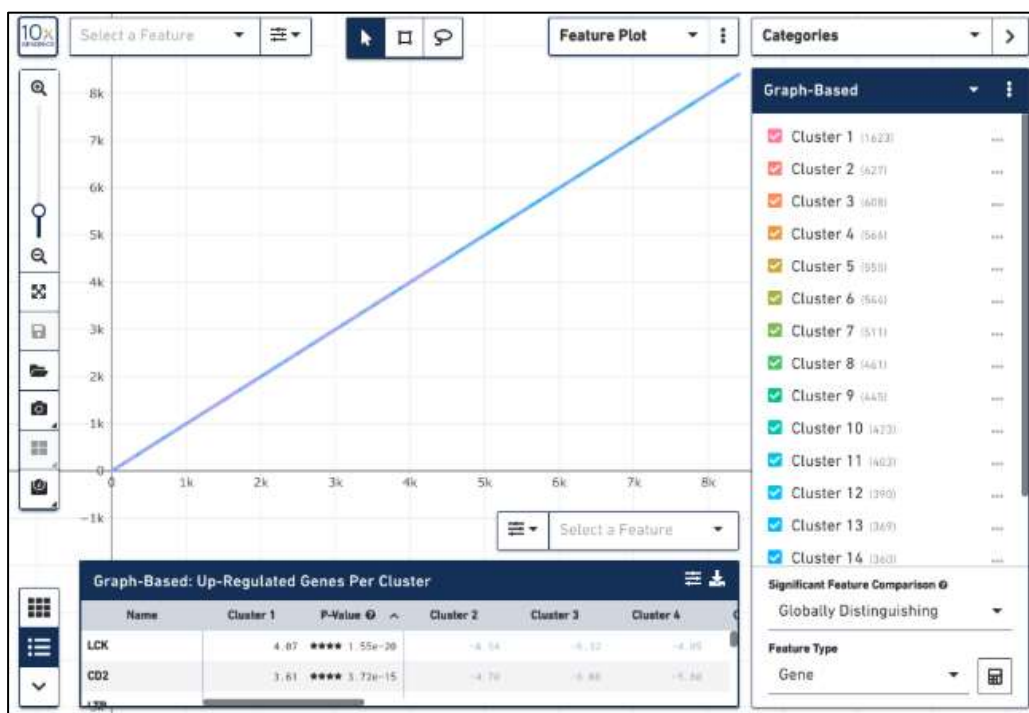 10x
GENOMICS
Select a Feature
Feature Plot
Categories
8k
7k
6k
5k
4k
3k
2k
1k
0
-1k
0 1k 2k 3k 4k 5k 6k 7k 8k
Select a Feature
Graph-Based
Cluster 1 (1623)
Cluster 2 (627)
Cluster 3 (608)
Cluster 4 (566)
Cluster 5 (555)
Cluster 6 (544)
Cluster 7 (511)
Cluster 8 (461)
Cluster 9 (445)
Cluster 10 (423)
Cluster 11 (403)
Cluster 12 (390)
Cluster 13 (369)
Cluster 14 (360)
Significant Feature Comparison
Globally Distinguishing
Feature Type
Gene
Graph-Based: Up-Regulated Genes Per Cluster
Name Cluster 1 P-Value Cluster 2 Cluster 3 Cluster 4
LCK 4.07 **** 1.55e-20
CD2 3.61 **** 3.72e-15